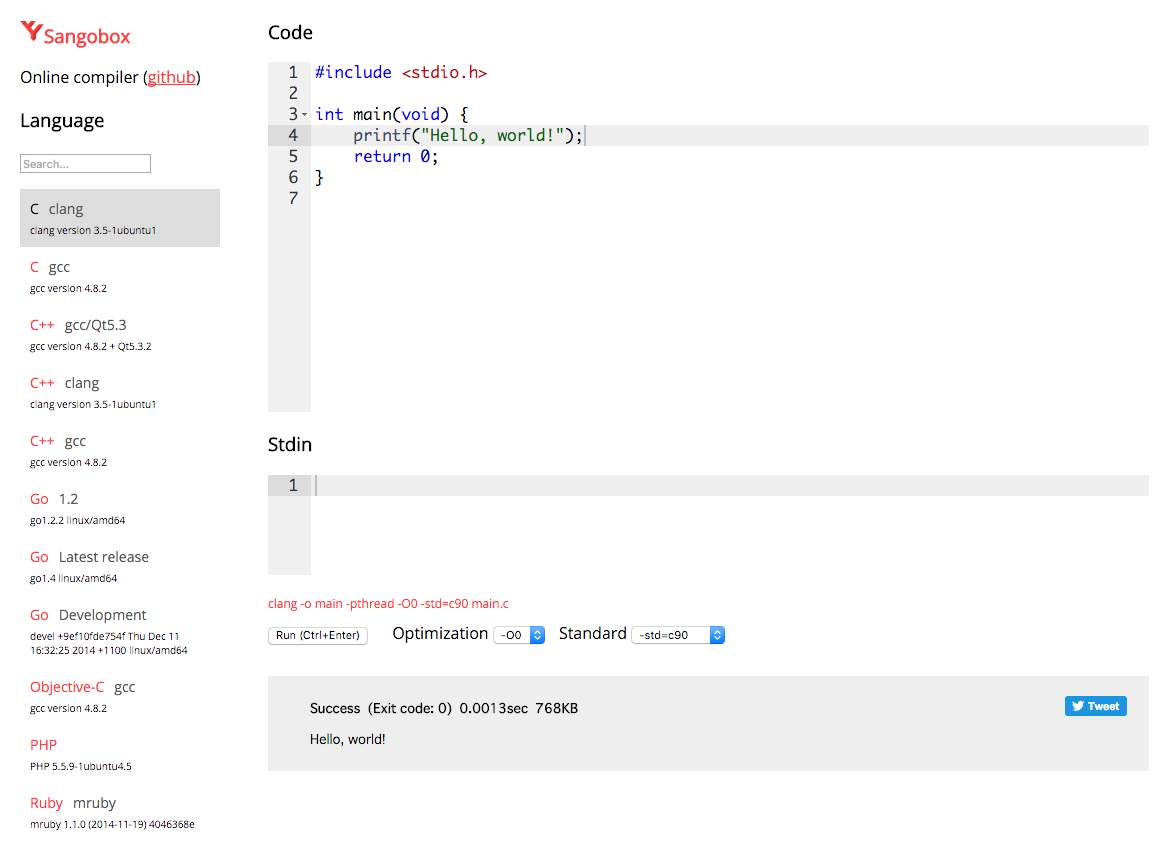 Sangobox
Online compiler (github)
Language
Search...
C clang
clang version 3.5-1ubuntu1
C gcc
gcc version 4.8.2
C++ gcc/Qt5.3
gcc version 4.8.2 + Qt5.3.2
C++ clang
clang version 3.5-1ubuntu1
C++ gcc
gcc version 4.8.2
Go 1.2
go1.2.2 linux/amd64
Go Latest release
go1.4 linux/amd64
Go Development
devel +9ef10fde754f Thu Dec 11
16:32:25 2014 +1100 linux/amd64
Objective-C gcc
gcc version 4.8.2
PHP
PHP 5.5.9-1ubuntu4.5
Ruby mruby
mruby 1.1.0 (2014-11-19) 4046368e
Code
1 #include <stdio.h>
2
3 int main(void) {
4     printf("Hello, world!");
5     return 0;
6 }
7
Stdin
1
clang -o main -pthread -O0 -std=c90 main.c
Run (Ctrl+Enter) Optimization -O0 Standard -std=c90
Success (Exit code: 0) 0.0013sec 768KB
Tweet
Hello, world!